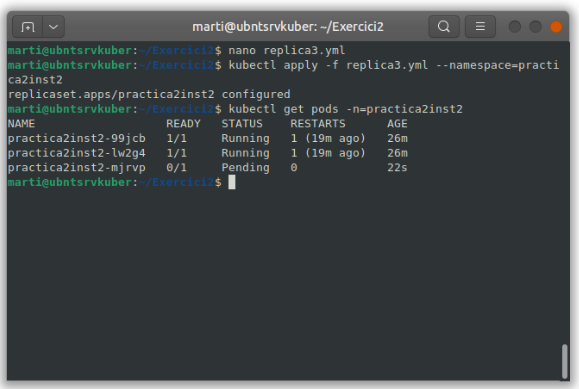 marti@ubntsrvkuber: ~/Exercici2
marti@ubntsrvkuber:~/Exercici2$ nano replica3.yml
marti@ubntsrvkuber:~/Exercici2$ kubectl apply -f replica3.yml --namespace=practi
ca2inst2
replicaset.apps/practica2inst2 configured
marti@ubntsrvkuber:~/Exercici2$ kubectl get pods -n=practica2inst2
NAME                   READY   STATUS    RESTARTS      AGE
practica2inst2-99jcb   1/1     Running   1 (19m ago)   26m
practica2inst2-lw2g4   1/1     Running   1 (19m ago)   26m
practica2inst2-mjrvp   0/1     Pending   0             22s
marti@ubntsrvkuber:~/Exercici2$